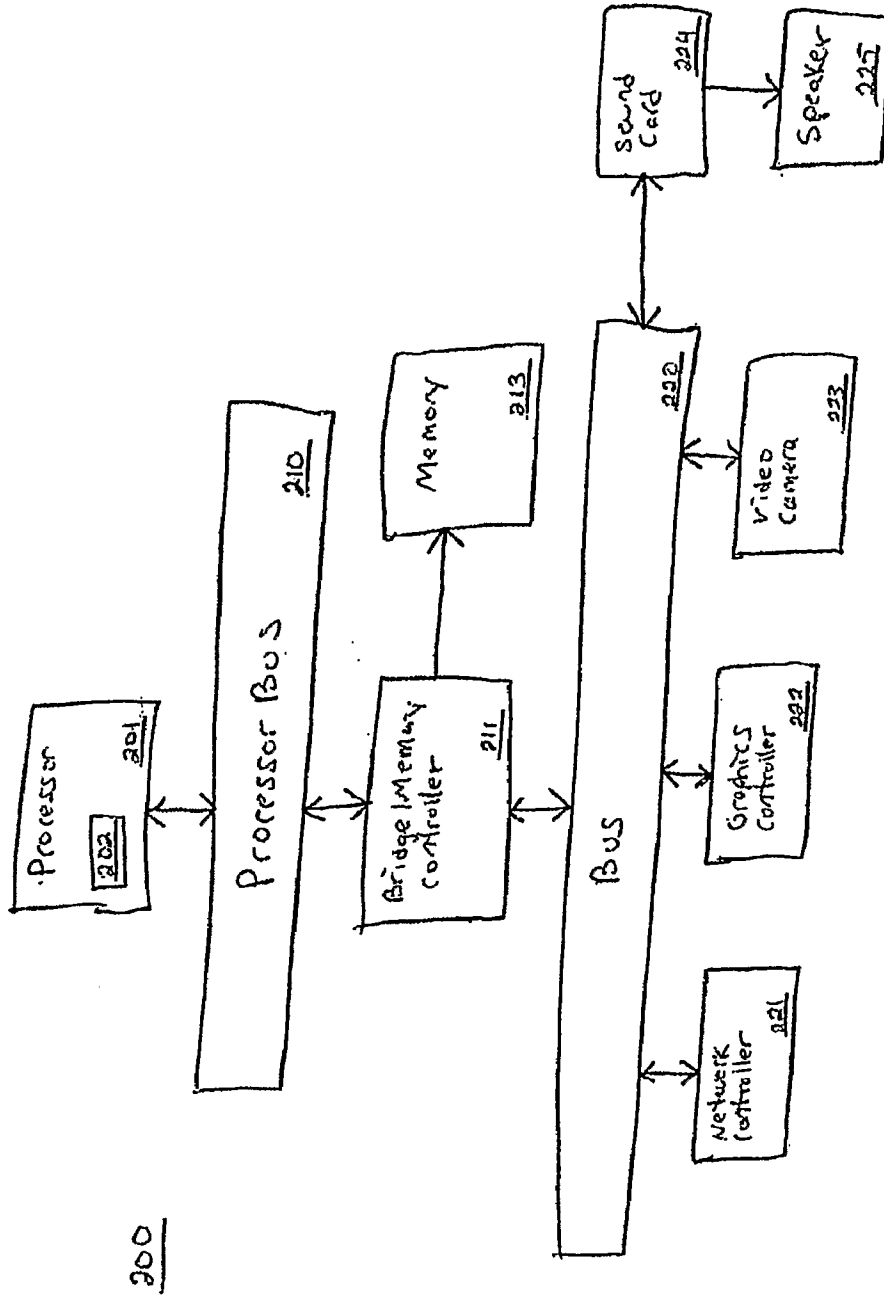 200
Processor
202
201
Processor Bus
210
Bridge/Memory
Controller
211
Memory
213
Bus
220
Network
Controller
221
Graphics
Controller
222
Video
Camera
223
Sound
Card
224
Speaker
225